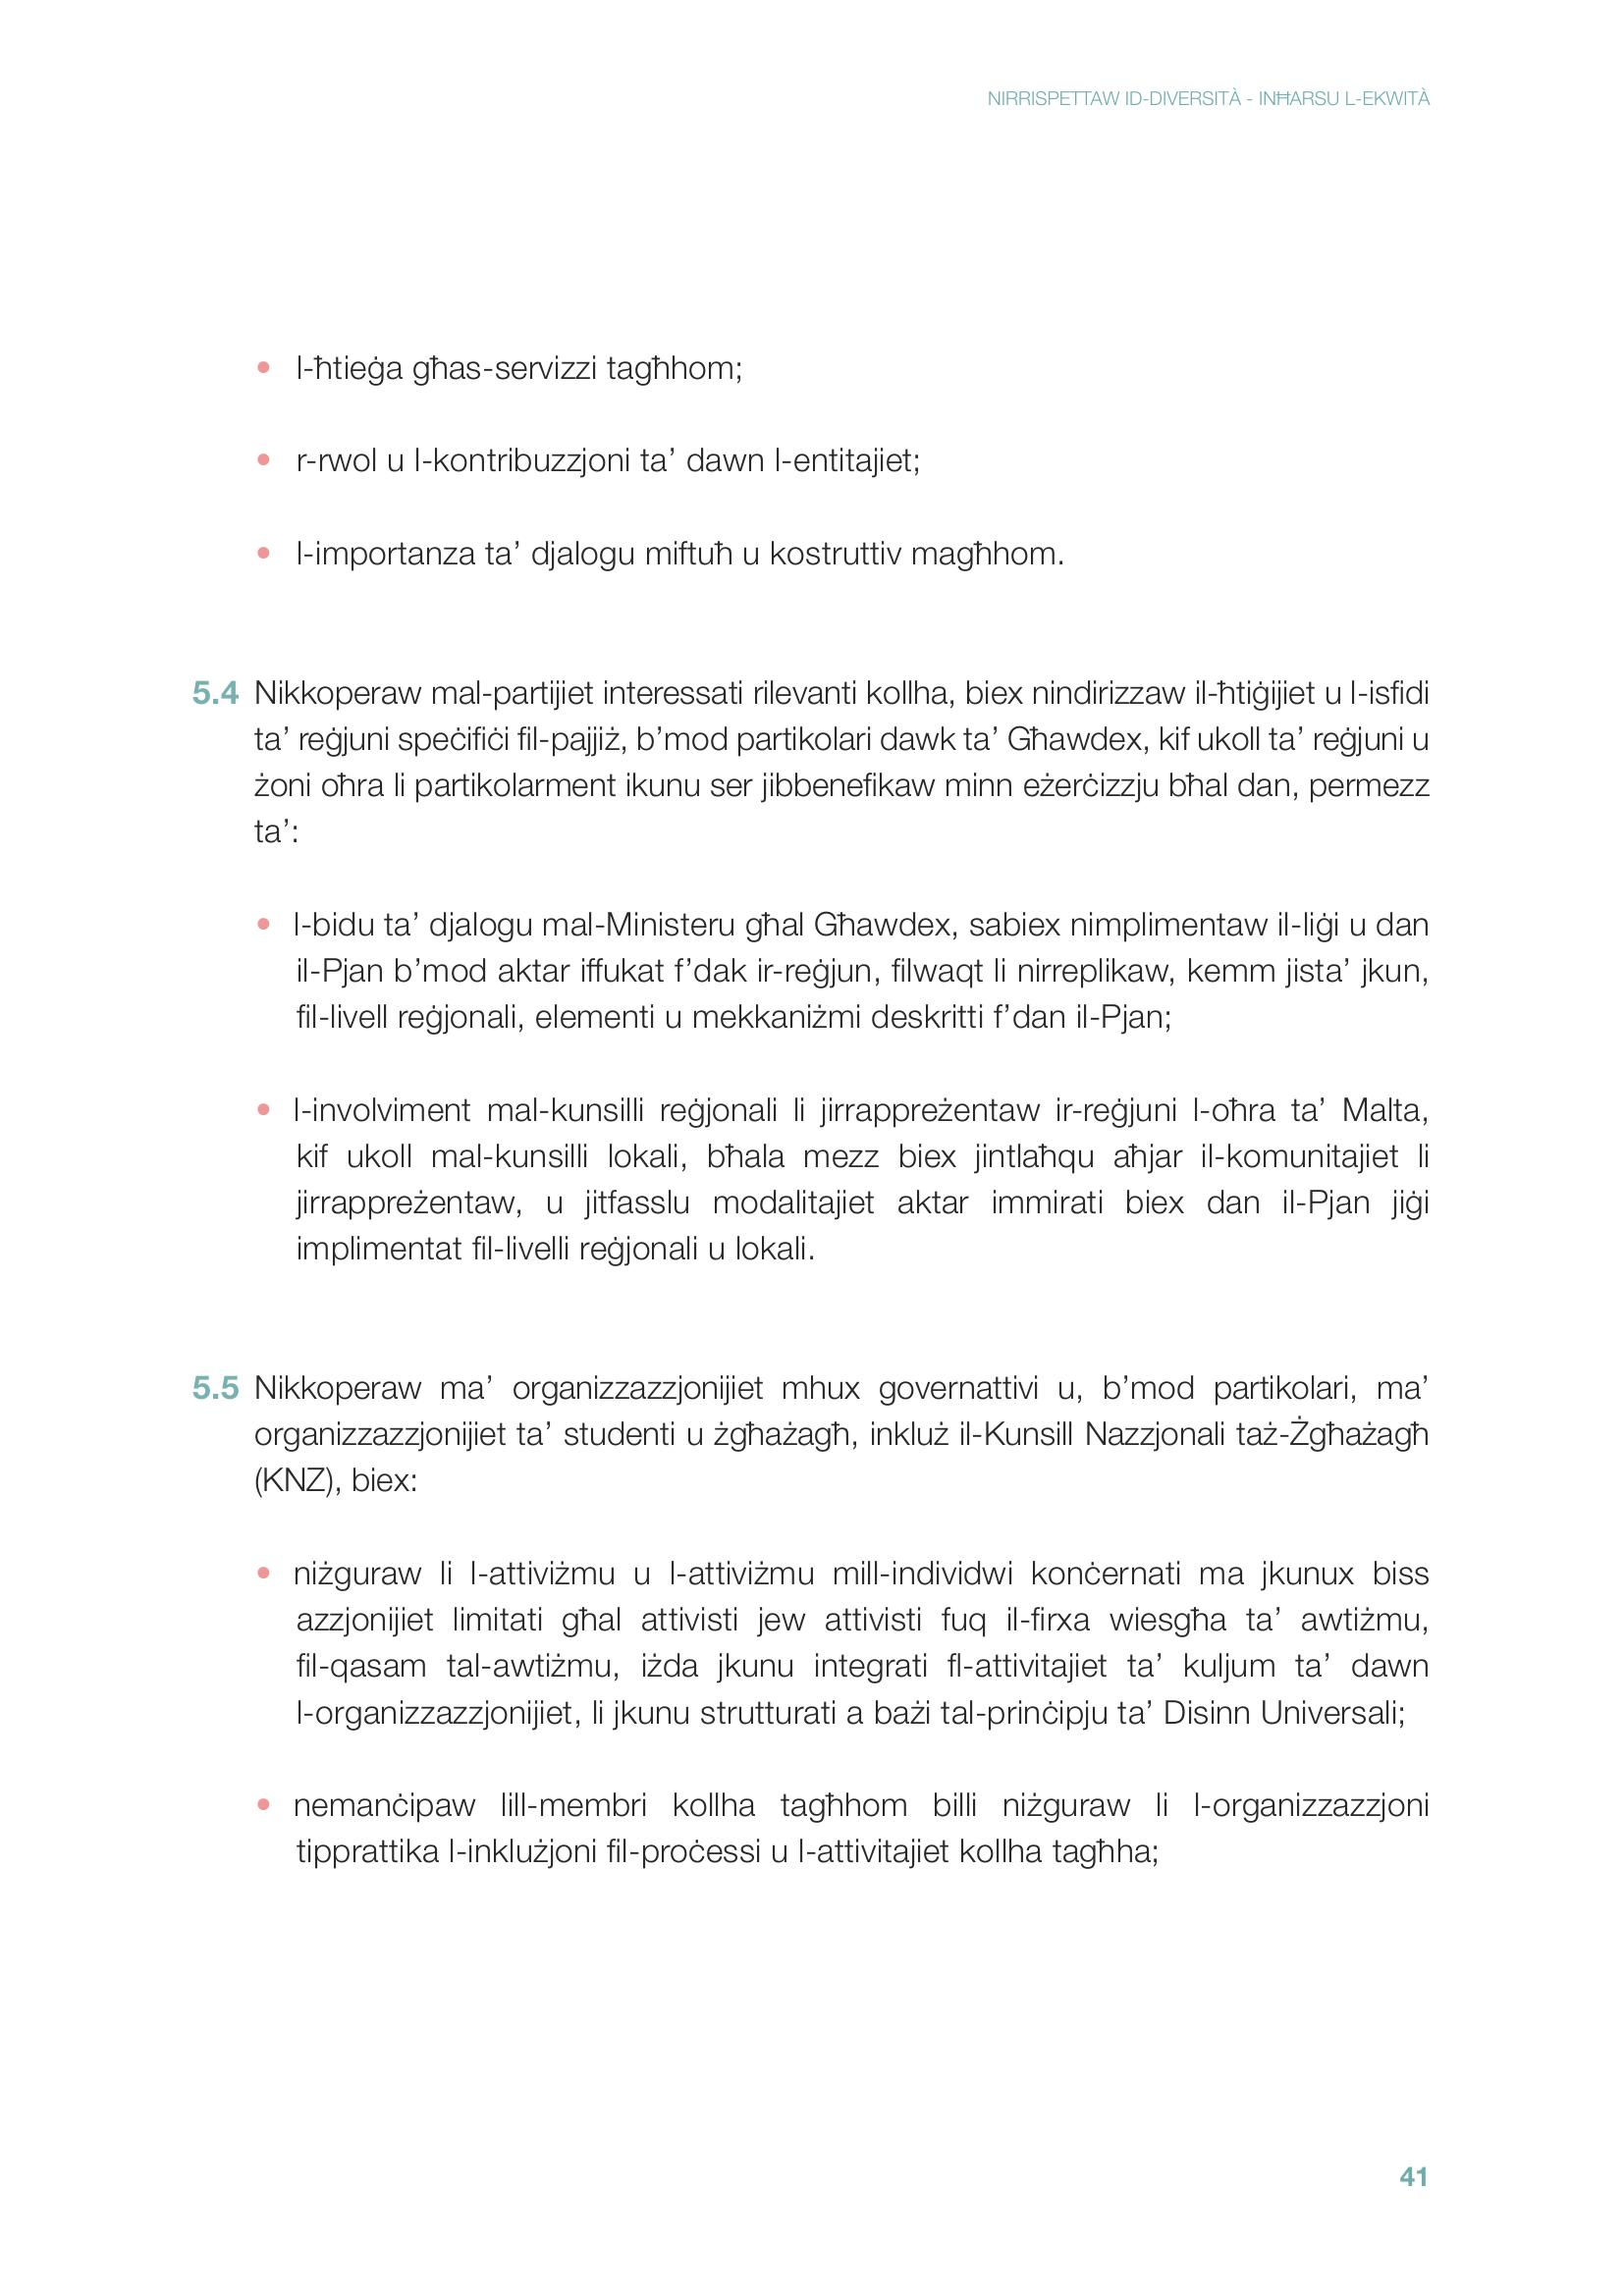 NIRRISPETTAW ID-DIVERSITÀ - INĦARSU L-EKWITÀ
• l-ħtieġa għas-servizzi tagħhom;
• r-rwol u l-kontribuzzjoni ta’ dawn l-entitajiet;
• l-importanza ta’ djalogu miftuħ u kostruttiv magħhom.
5.4 Nikkoperaw mal-partijiet interessati rilevanti kollha, biex nindirizzaw il-ħtiġijiet u l-isfidi
ta’ reġjuni speċifiċi fil-pajjiż, b’mod partikolari dawk ta’ Għawdex, kif ukoll ta’ reġjuni u
żoni oħra li partikolarment ikunu ser jibbenefikaw minn eżerċizzju bħal dan, permezz
ta’:
• l-bidu ta’ djalogu mal-Ministeru għal Għawdex, sabiex nimplimentaw il-liġi u dan
il-Pjan b’mod aktar iffukat f’dak ir-reġjun, filwaqt li nirreplikaw, kemm jista’ jkun,
fil-livell reġjonali, elementi u mekkaniżmi deskritti f’dan il-Pjan;
• l-involviment mal-kunsilli reġjonali li jirrappreżentaw ir-reġjuni l-oħra ta’ Malta,
kif ukoll mal-kunsilli lokali, bħala mezz biex jintlaħqu aħjar il-komunitajiet li
jirrappreżentaw, u jitfasslu modalitajiet aktar immirati biex dan il-Pjan jiġi
implimentat fil-livelli reġjonali u lokali.
5.5 Nikkoperaw ma’ organizzazzjonijiet mhux governattivi u, b’mod partikolari, ma’
organizzazzjonijiet ta’ studenti u żgħażagħ, inkluż il-Kunsill Nazzjonali taż-Żgħażagħ
(KNZ), biex:
• niżguraw li l-attiviżmu u l-attiviżmu mill-individwi konċernati ma jkunux biss
azzjonijiet limitati għal attivisti jew attivisti fuq il-firxa wiesgħa ta’ awtiżmu,
fil-qasam tal-awtiżmu, iżda jkunu integrati fl-attivitajiet ta’ kuljum ta’ dawn
l-organizzazzjonijiet, li jkunu strutturati a bażi tal-prinċipju ta’ Disinn Universali;
• nemanċipaw lill-membri kollha tagħhom billi niżguraw li l-organizzazzjoni
tipprattika l-inklużjoni fil-proċessi u l-attivitajiet kollha tagħha;
41